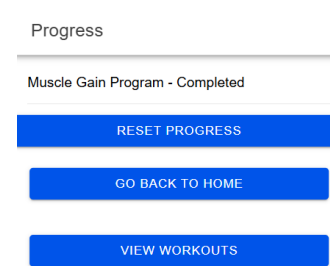 Progress
Muscle Gain Program - Completed
RESET PROGRESS
GO BACK TO HOME
VIEW WORKOUTS